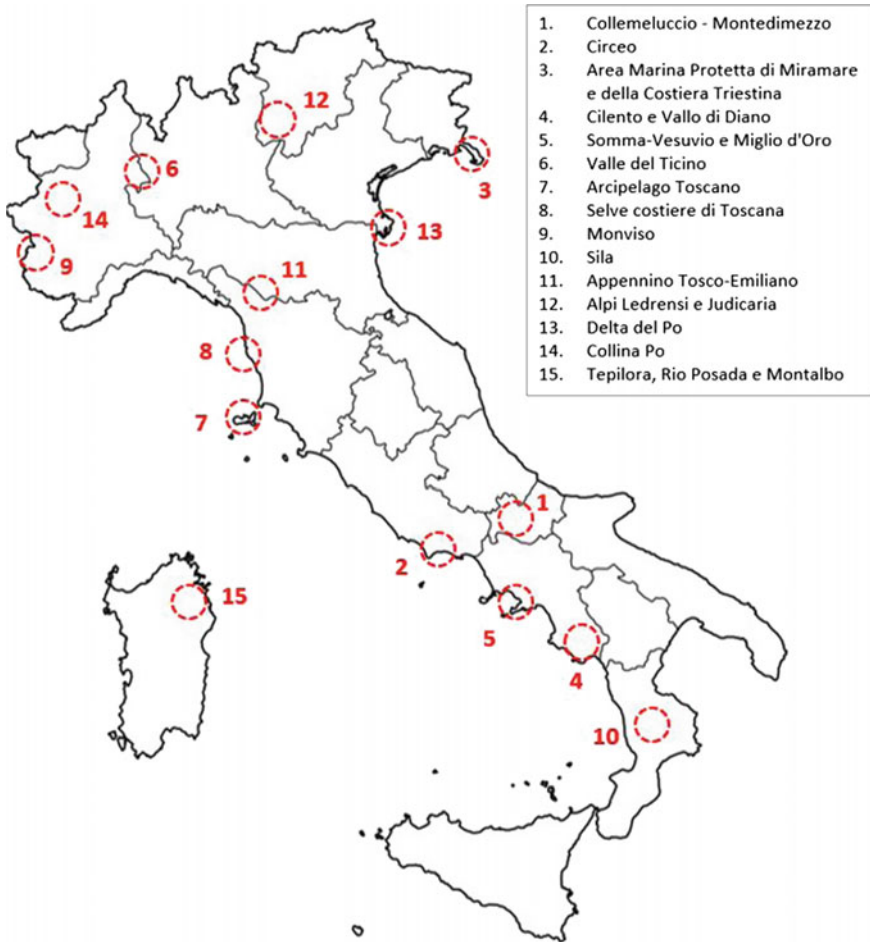 1. Collemeluccio - Montedimezzo
2. Circeo
3. Area Marina Protetta di Miramare
e della Costiera Triestina
4. Cilento e Vallo di Diano
5. Somma-Vesuvio e Miglio d'Oro
6. Valle del Ticino
7. Arcipelago Toscano
8. Selve costiere di Toscana
9. Monviso
10. Sila
11. Appennino Tosco-Emiliano
12. Alpi Ledrensi e Judicaria
13. Delta del Po
14. Collina Po
15. Tepilora, Rio Posada e Montalbo
12
3
6
14
13
9
11
8
7
1
2
15
5
4
10